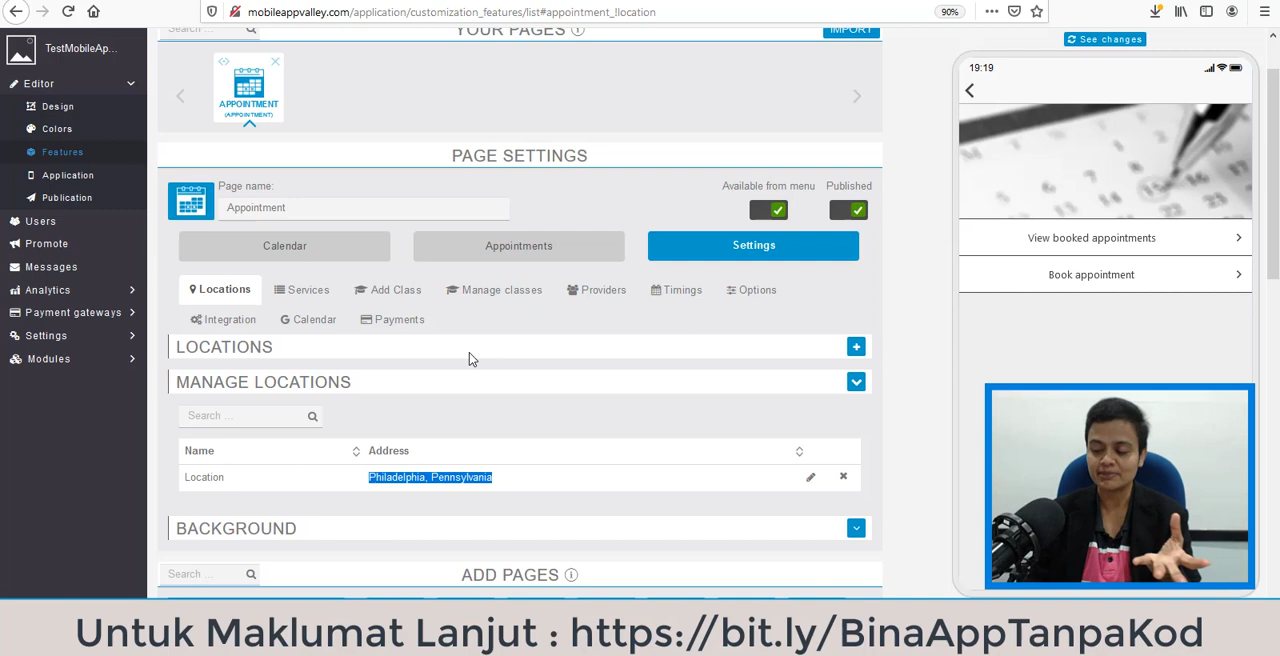 mobileappvalley.com/application/customization_features/list#appointment_llocation
90%
TestMobileAp...
Editor
Design
Colors
Features
Application
Publication
Users
Promote
Messages
Analytics
Payment gateways
Settings
Modules
Search ...
YOUR PAGES
IMPORT
APPOINTMENT
(APPOINTMENT)
PAGE SETTINGS
Page name:
Available from menu
Published
Appointment
Calendar
Appointments
Settings
Locations
Services
Add Class
Manage classes
Providers
Timings
Options
Integration
Calendar
Payments
LOCATIONS
MANAGE LOCATIONS
Search ...
Name
Address
Location
Philadelphia, Pennsylvania
BACKGROUND
Search ...
ADD PAGES
See changes
19:19
15
View booked appointments
Book appointment
Untuk Maklumat Lanjut : https://bit.ly/BinaAppTanpaKod